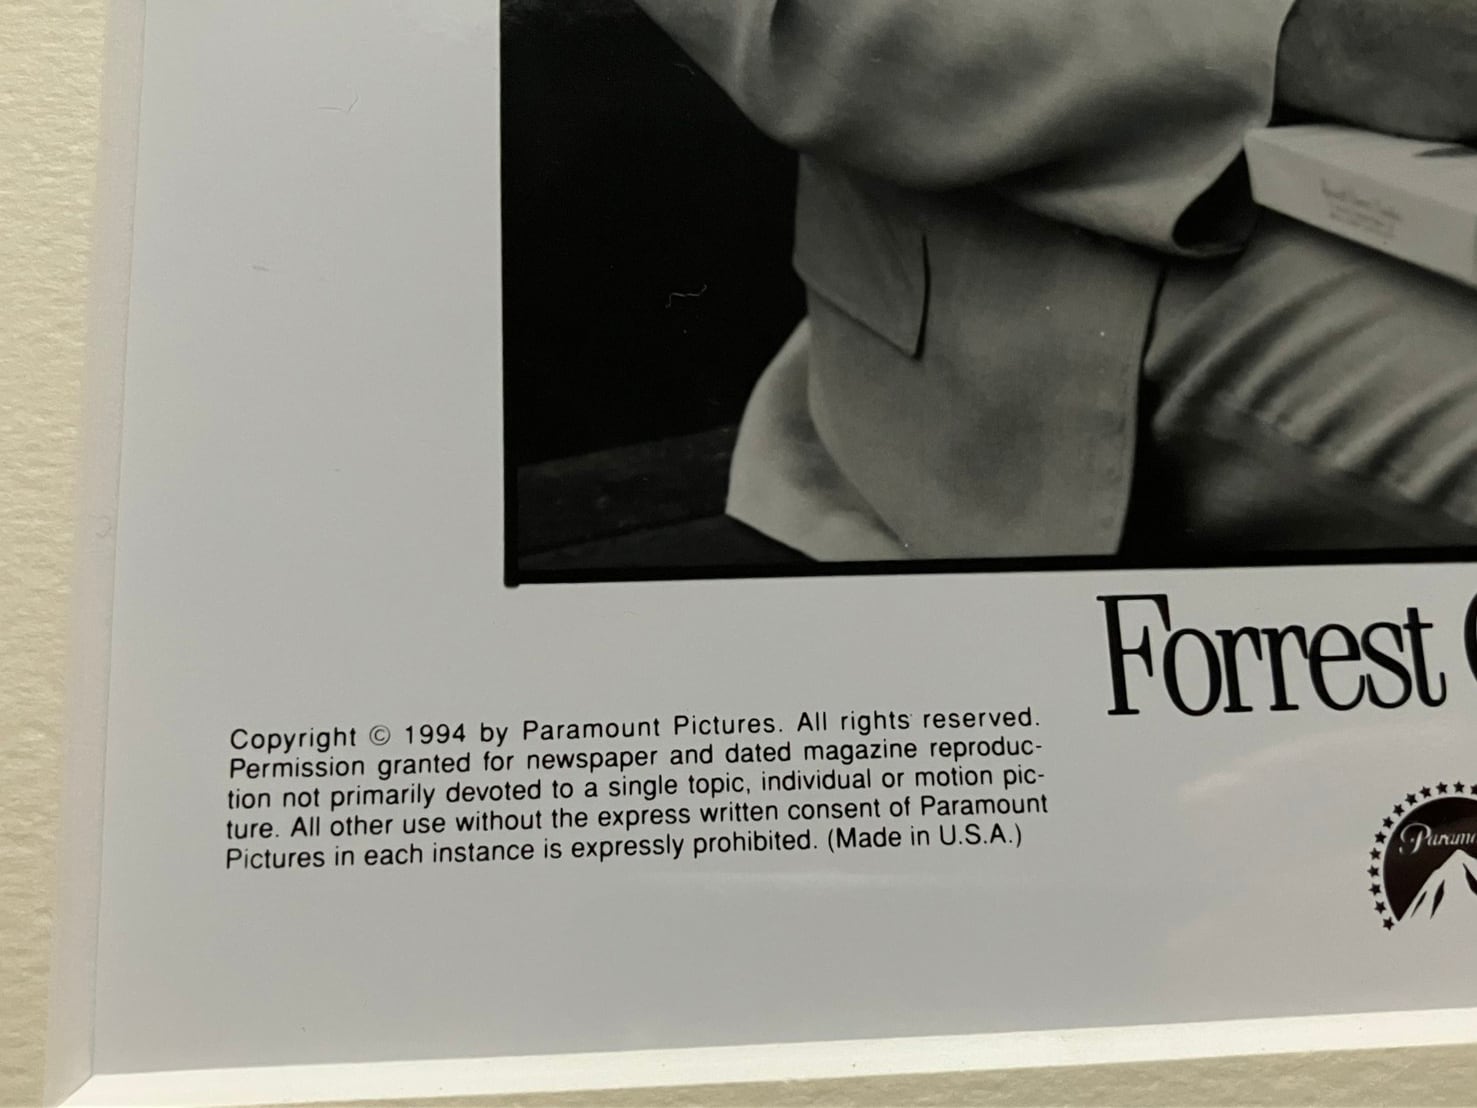 Forrest
Copyright © 1994 by Paramount Pictures. All rights reserved.
Permission granted for newspaper and dated magazine reproduc-
tion not primarily devoted to a single topic, individual or motion pic-
ture. All other use without the express written consent of Paramount
Pictures in each instance is expressly prohibited. (Made in U.S.A.)